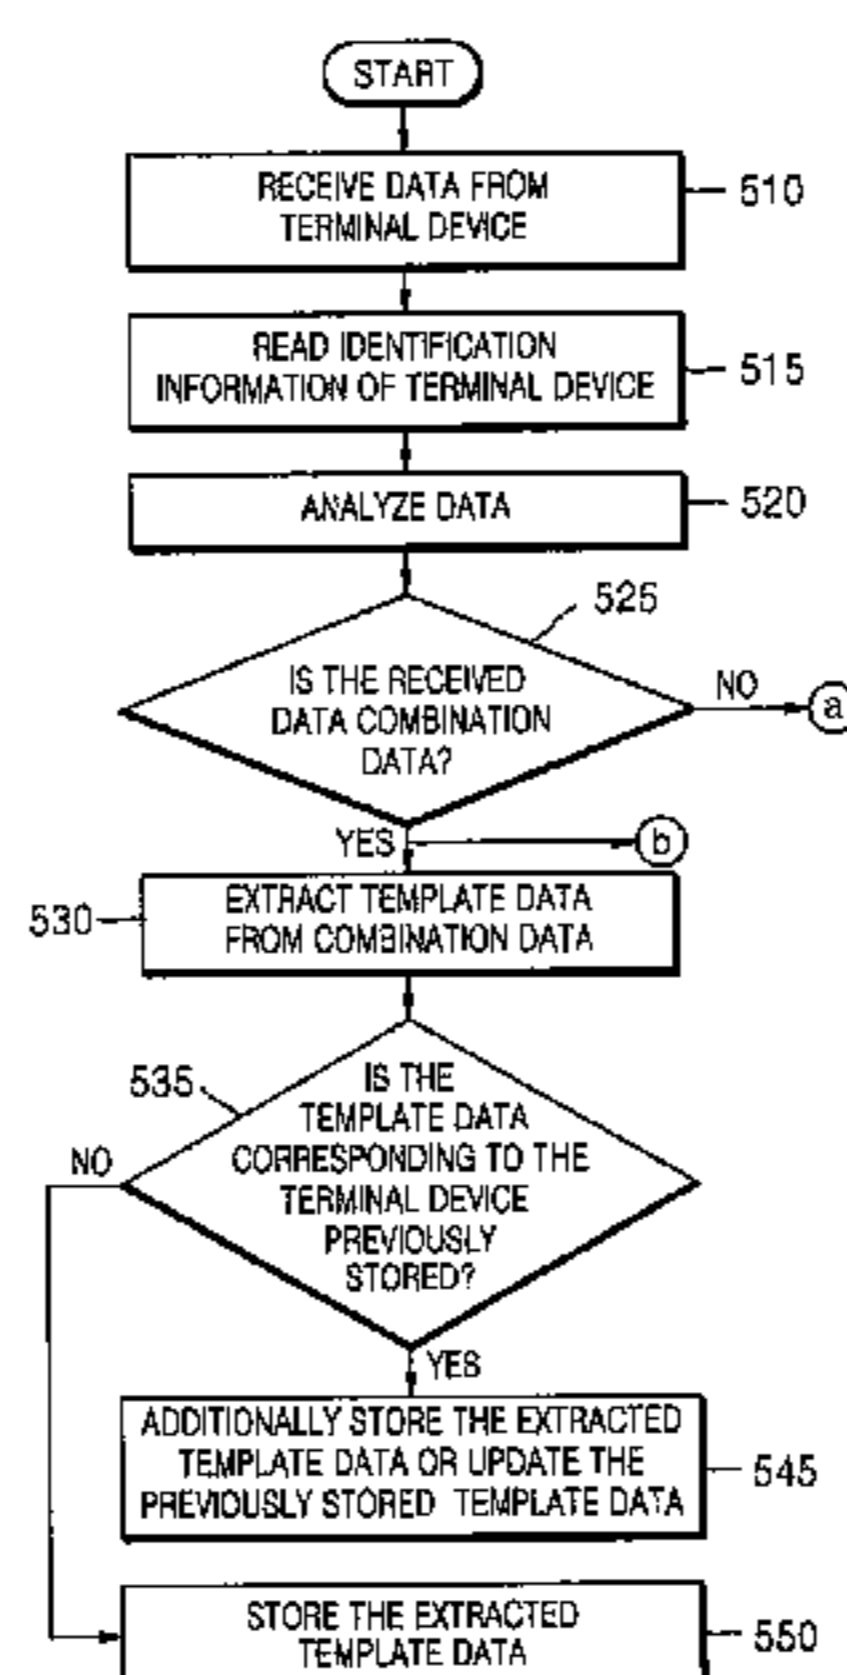 START
RECEIVE DATA FROM
TERMINAL DEVICE
510
READ IDENTIFICATION
INFORMATION OF TERMINAL DEVICE
515
ANALYZE DATA
520
525
IS THE RECEIVED
DATA COMBINATION
DATA?
NO
a
YES
b
530
EXTRACT TEMPLATE DATA
FROM COMBINATION DATA
535
IS THE
TEMPLATE DATA
CORRESPONDING TO THE
TERMINAL DEVICE
PREVIOUSLY
STORED?
NO
YES
ADDITIONALLY STORE THE EXTRACTED
TEMPLATE DATA OR UPDATE THE
PREVIOUSLY STORED TEMPLATE DATA
545
STORE THE EXTRACTED
TEMPLATE DATA
550